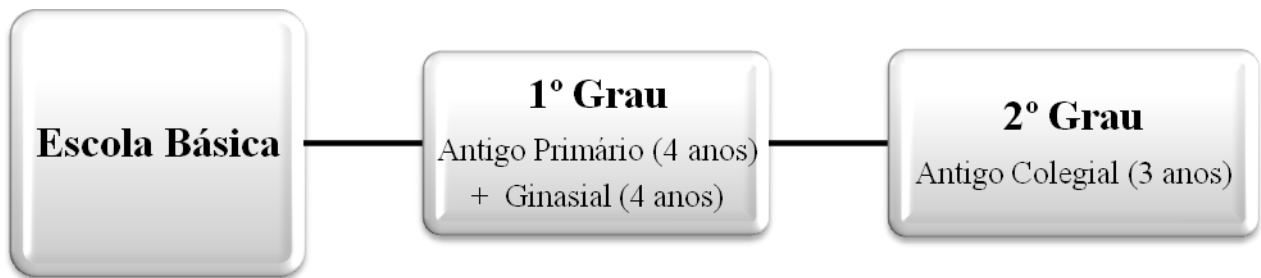 Escola Básica
1º Grau
Antigo Primário (4 anos)
+ Ginasial (4 anos)
2º Grau
Antigo Colegial (3 anos)